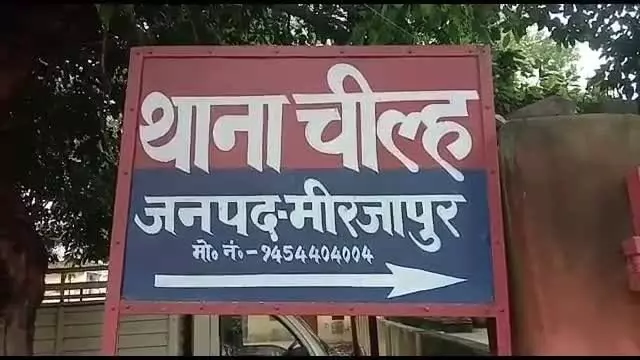 थाना चील्ह
जनपद-मीरजापुर
मो० नं०-9454404004